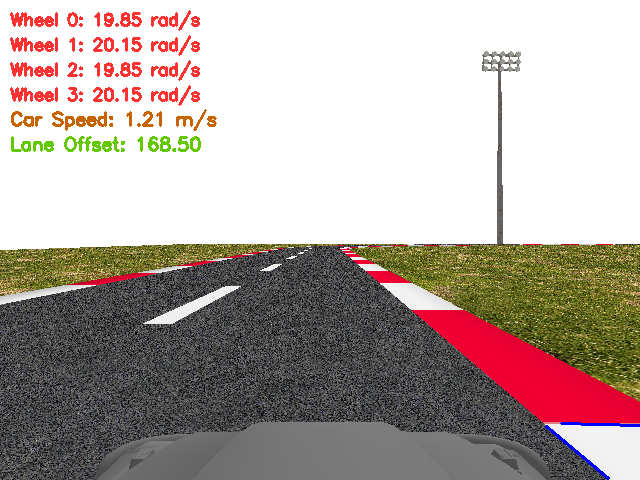 Wheel 0: 19.85 rad/s
Wheel 1: 20.15 rad/s
Wheel 2: 19.85 rad/s
Wheel 3: 20.15 rad/s
Car Speed: 1.21 m/s
Lane Offset: 168.50